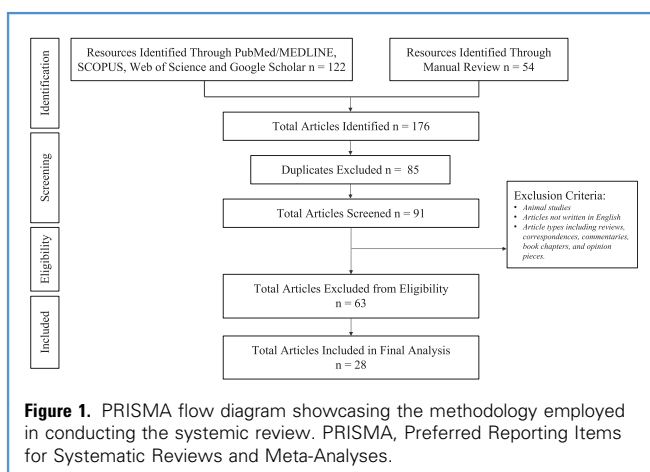 Identification
Resources Identified Through PubMed/MEDLINE,
SCOPUS, Web of Science and Google Scholar n = 122
Resources Identified Through
Manual Review n = 54
Total Articles Identified n = 176
Screening
Duplicates Excluded n = 85
Total Articles Screened n = 91
Exclusion Criteria:
• Animal studies
• Articles not written in English
• Article types including reviews,
correspondences, commentaries,
book chapters, and opinion
pieces.
Eligibility
Total Articles Excluded from Eligibility
n = 63
Included
Total Articles Included in Final Analysis
n = 28
Figure 1. PRISMA flow diagram showcasing the methodology employed
in conducting the systemic review. PRISMA, Preferred Reporting Items
for Systematic Reviews and Meta-Analyses.